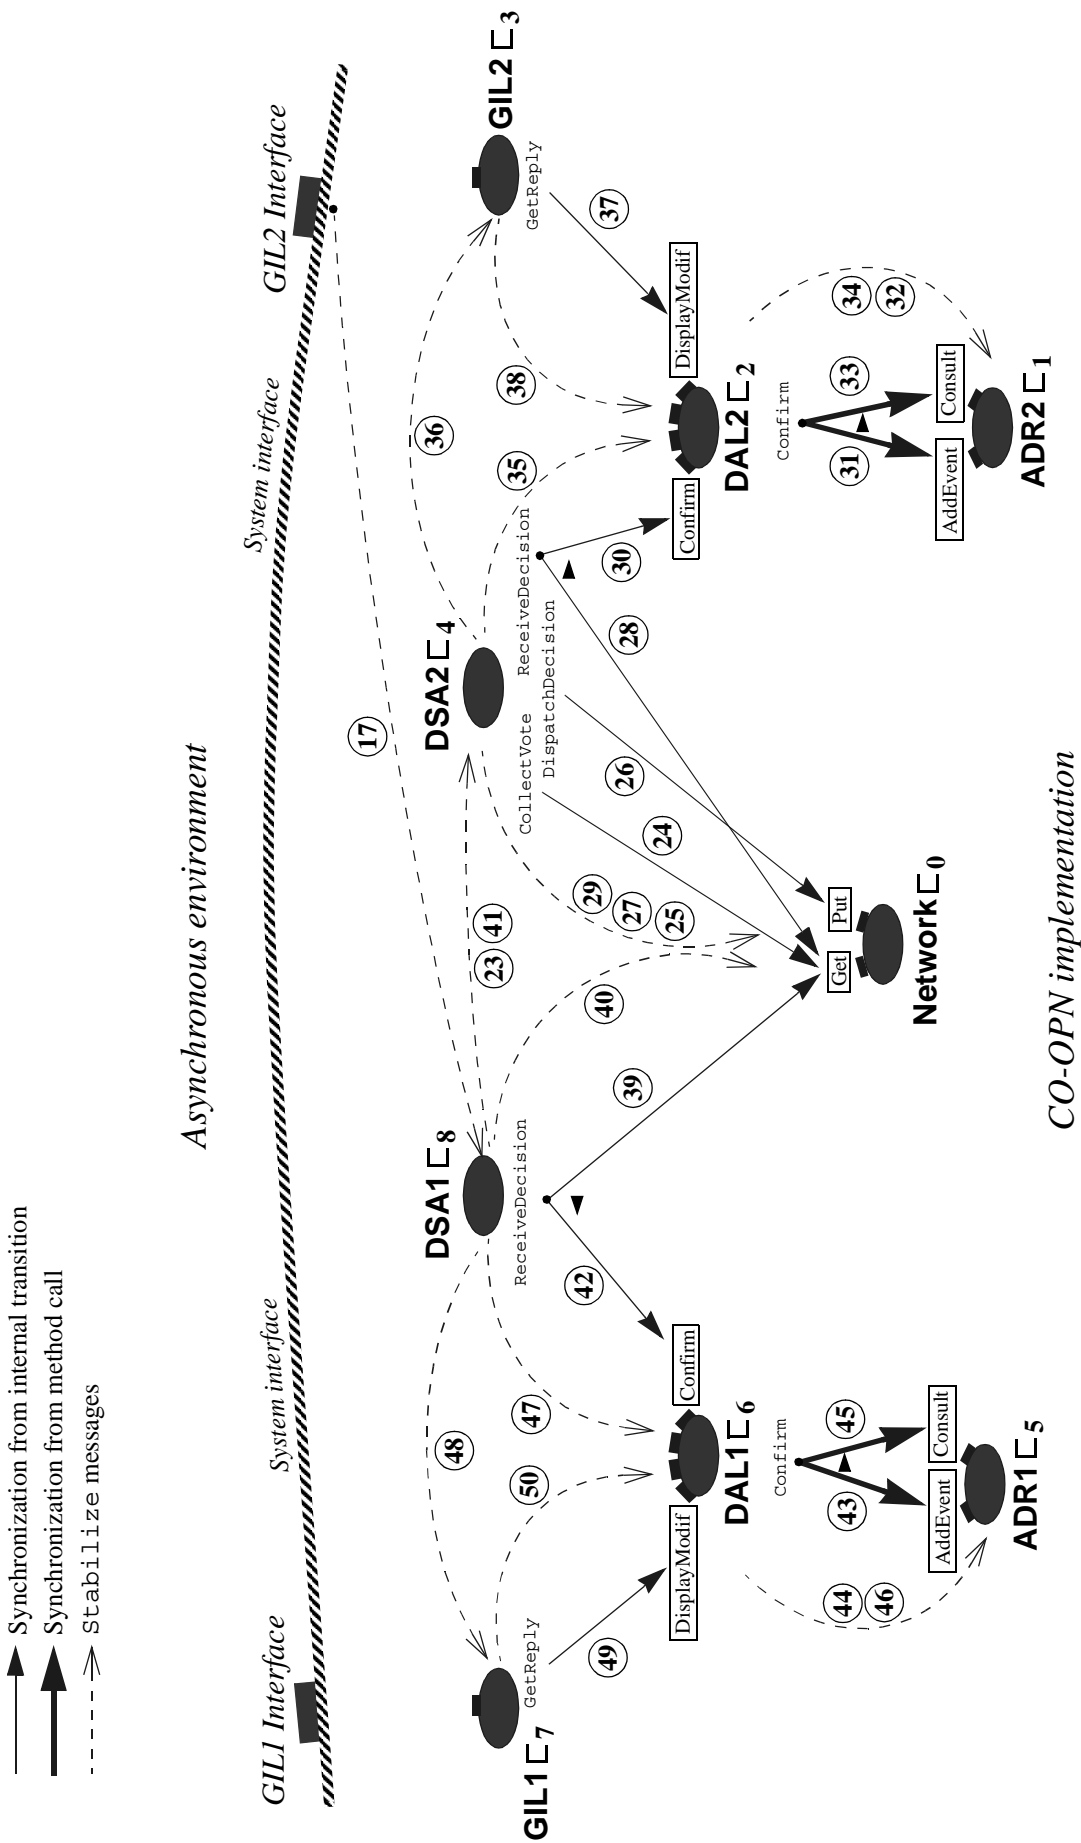 Synchronization from internal transition
Synchronization from method call
Stabilize messages
Asynchronous environment
GIL1 Interface
System interface
System interface
GIL2 Interface
17
48
36
GIL1⊏7
GetReply
49
50
47
DSA1⊏8
ReceiveDecision
42
23 41
40
39
DSA2⊏4
CollectVote
DispatchDecision
ReceiveDecision
29
27
25
24
26
28
30
35
38
GIL2⊏3
GetReply
37
DisplayModif
Confirm
DAL1⊏6
Confirm
44
46
43
45
AddEvent
Consult
ADR1⊏5
Get
Put
Network⊏0
Confirm
DisplayModif
DAL2⊏2
Confirm
31
33
34
32
AddEvent
Consult
ADR2⊏1
CO-OPN implementation